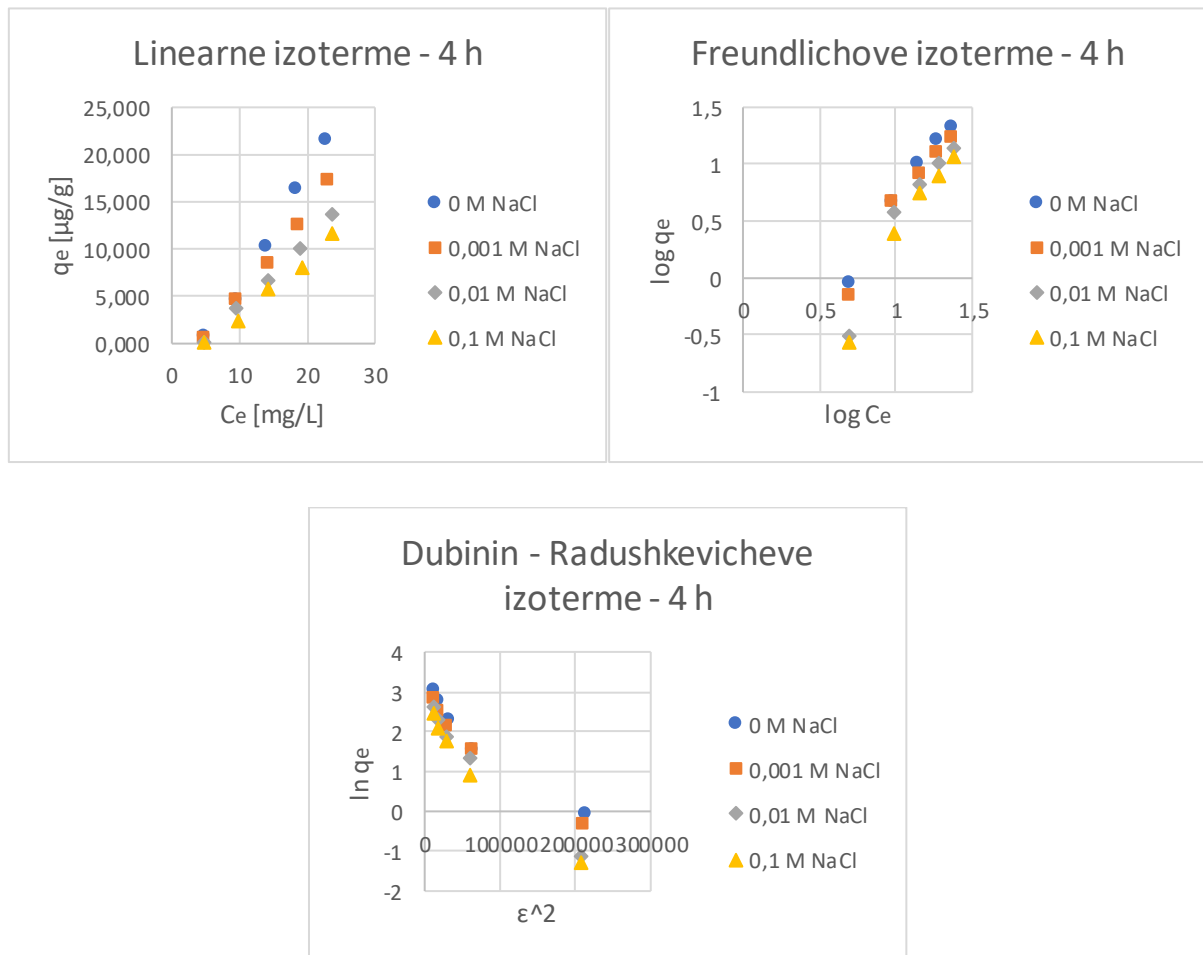 Linearne izoterme - 4 h
25,000
20,000
15,000
10,000
5,000
0,000
qe [µg/g]
0 10 20 30
Ce [mg/L]
0 M NaCl
0,001 M NaCl
0,01 M NaCl
0,1 M NaCl
Freundlichove izoterme - 4 h
1,5
1
0,5
0
-0,5
-1
log qe
0 0,5 1 1,5
log Ce
0 M NaCl
0,001 M NaCl
0,01 M NaCl
0,1 M NaCl
Dubinin - Radushkevicheve
izoterme - 4 h
4
3
2
1
0
-1
-2
ln qe
0 100000 200000 300000
ε^2
0 M NaCl
0,001 M NaCl
0,01 M NaCl
0,1 M NaCl